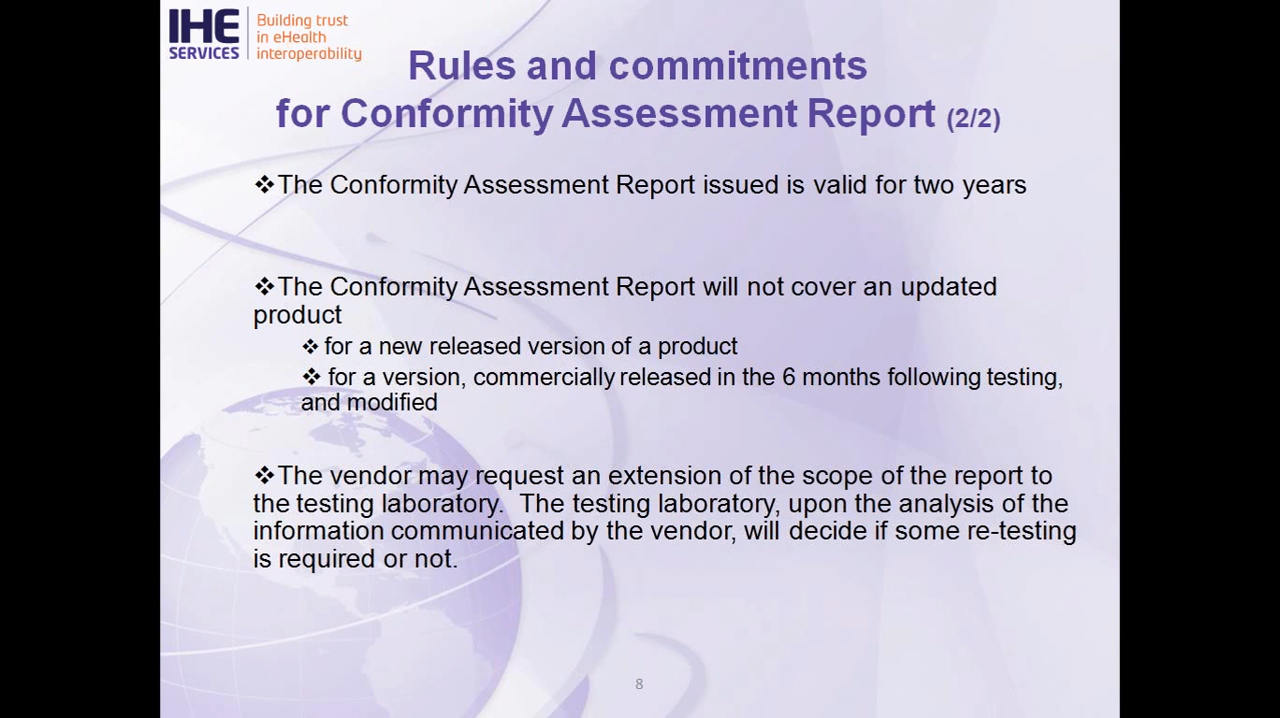 IHE
SERVICES
Building trust
in eHealth
interoperability
Rules and commitments
for Conformity Assessment Report (2/2)
❖The Conformity Assessment Report issued is valid for two years
❖The Conformity Assessment Report will not cover an updated
product
❖ for a new released version of a product
❖ for a version, commercially released in the 6 months following testing,
and modified
❖The vendor may request an extension of the scope of the report to
the testing laboratory.  The testing laboratory, upon the analysis of the
information communicated by the vendor, will decide if some re-testing
is required or not.
8